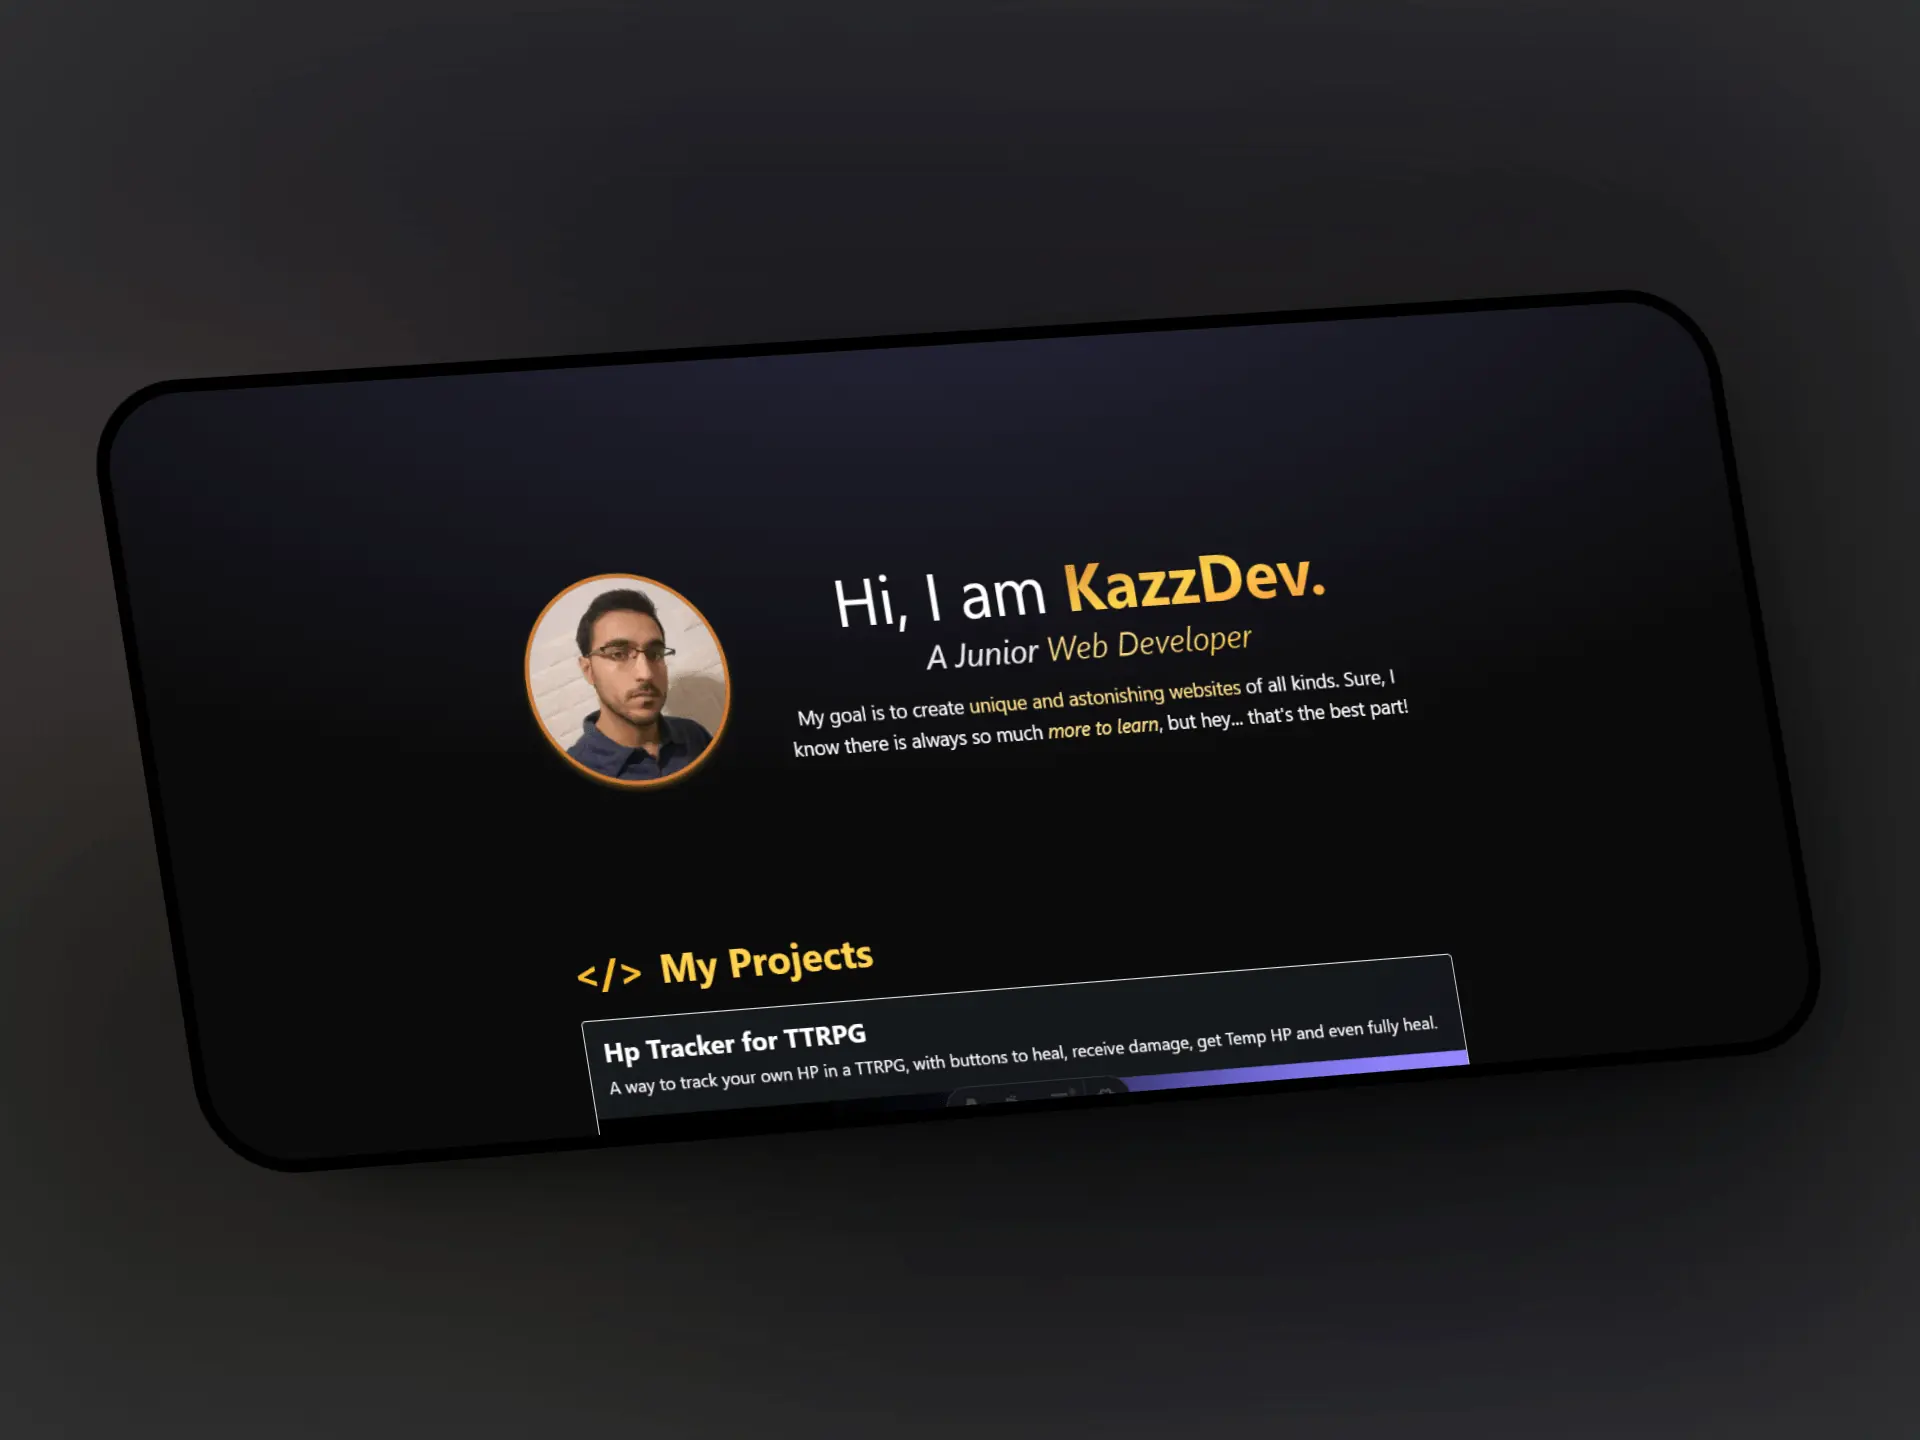 Hi, I am KazzDev.
A Junior Web Developer
My goal is to create unique and astonishing websites of all kinds. Sure, I
know there is always so much more to learn, but hey... that's the best part!
</> My Projects
Hp Tracker for TTRPG
A way to track your own HP in a TTRPG, with buttons to heal, receive damage, get Temp HP and even fully heal.